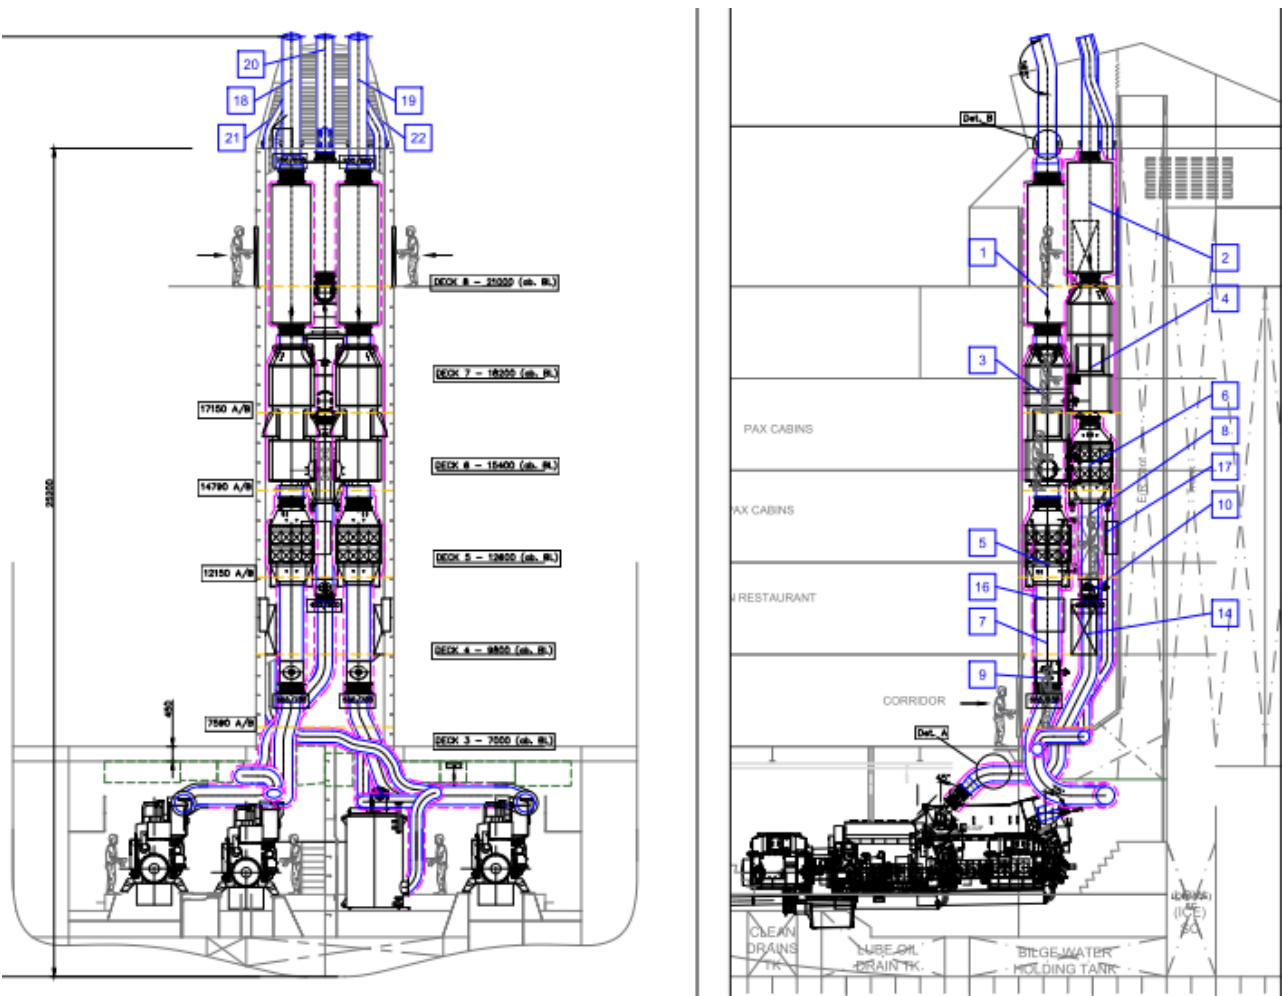 20
18
19
21
22
DECK 8 - 21000 (ab. BL)
DECK 7 - 18200 (ab. BL)
17150 A/B
DECK 6 - 15400 (ab. BL)
14790 A/B
25200
DECK 5 - 12600 (ab. BL)
12150 A/B
DECK 4 - 9800 (ab. BL)
450
7590 A/B
DECK 3 - 7000 (ab. BL)
Det. B
1
2
4
3
6
PAX CABINS
8
17
10
PAX CABINS
5
16
N RESTAURANT
14
7
9
CORRIDOR
Det. A
CLEAN
DRAINS
TK
LUBE OIL
DRAIN TK.
BILGE WATER
HOLDING TANK
(ICE)
SC